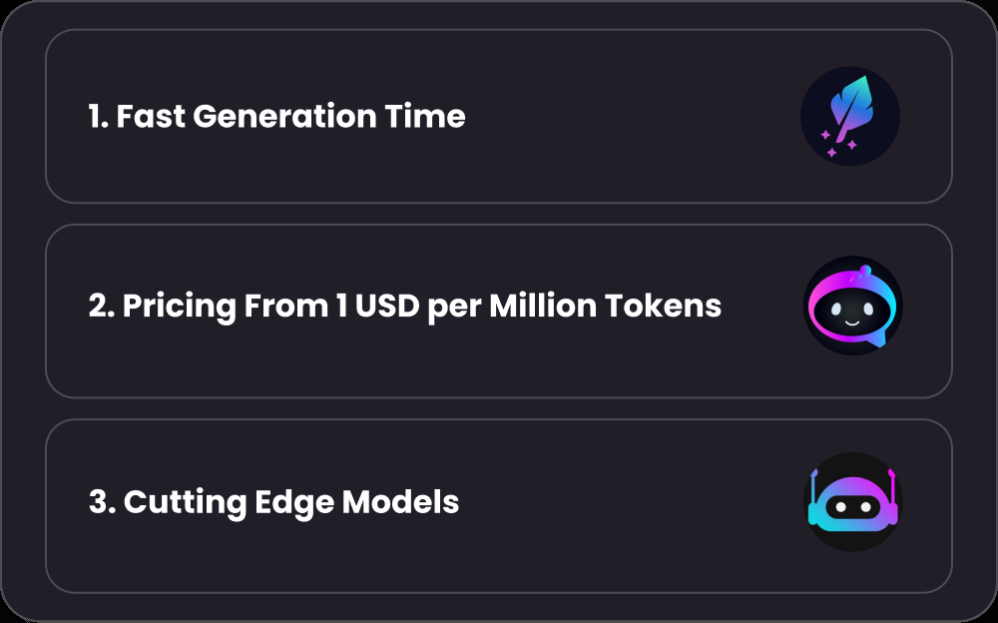 1. Fast Generation Time
2. Pricing From 1 USD per Million Tokens
3. Cutting Edge Models